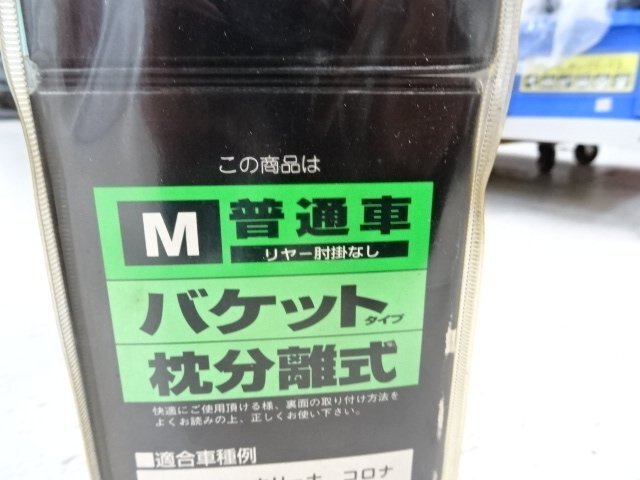 この商品は
M 普通車
リヤー肘掛なし
バケットタイプ
枕分離式
快適にご使用頂ける様、裏面の取り付け方法を
よくお読みの上、正しくお使い下さい。
■適合車種例
コロナ